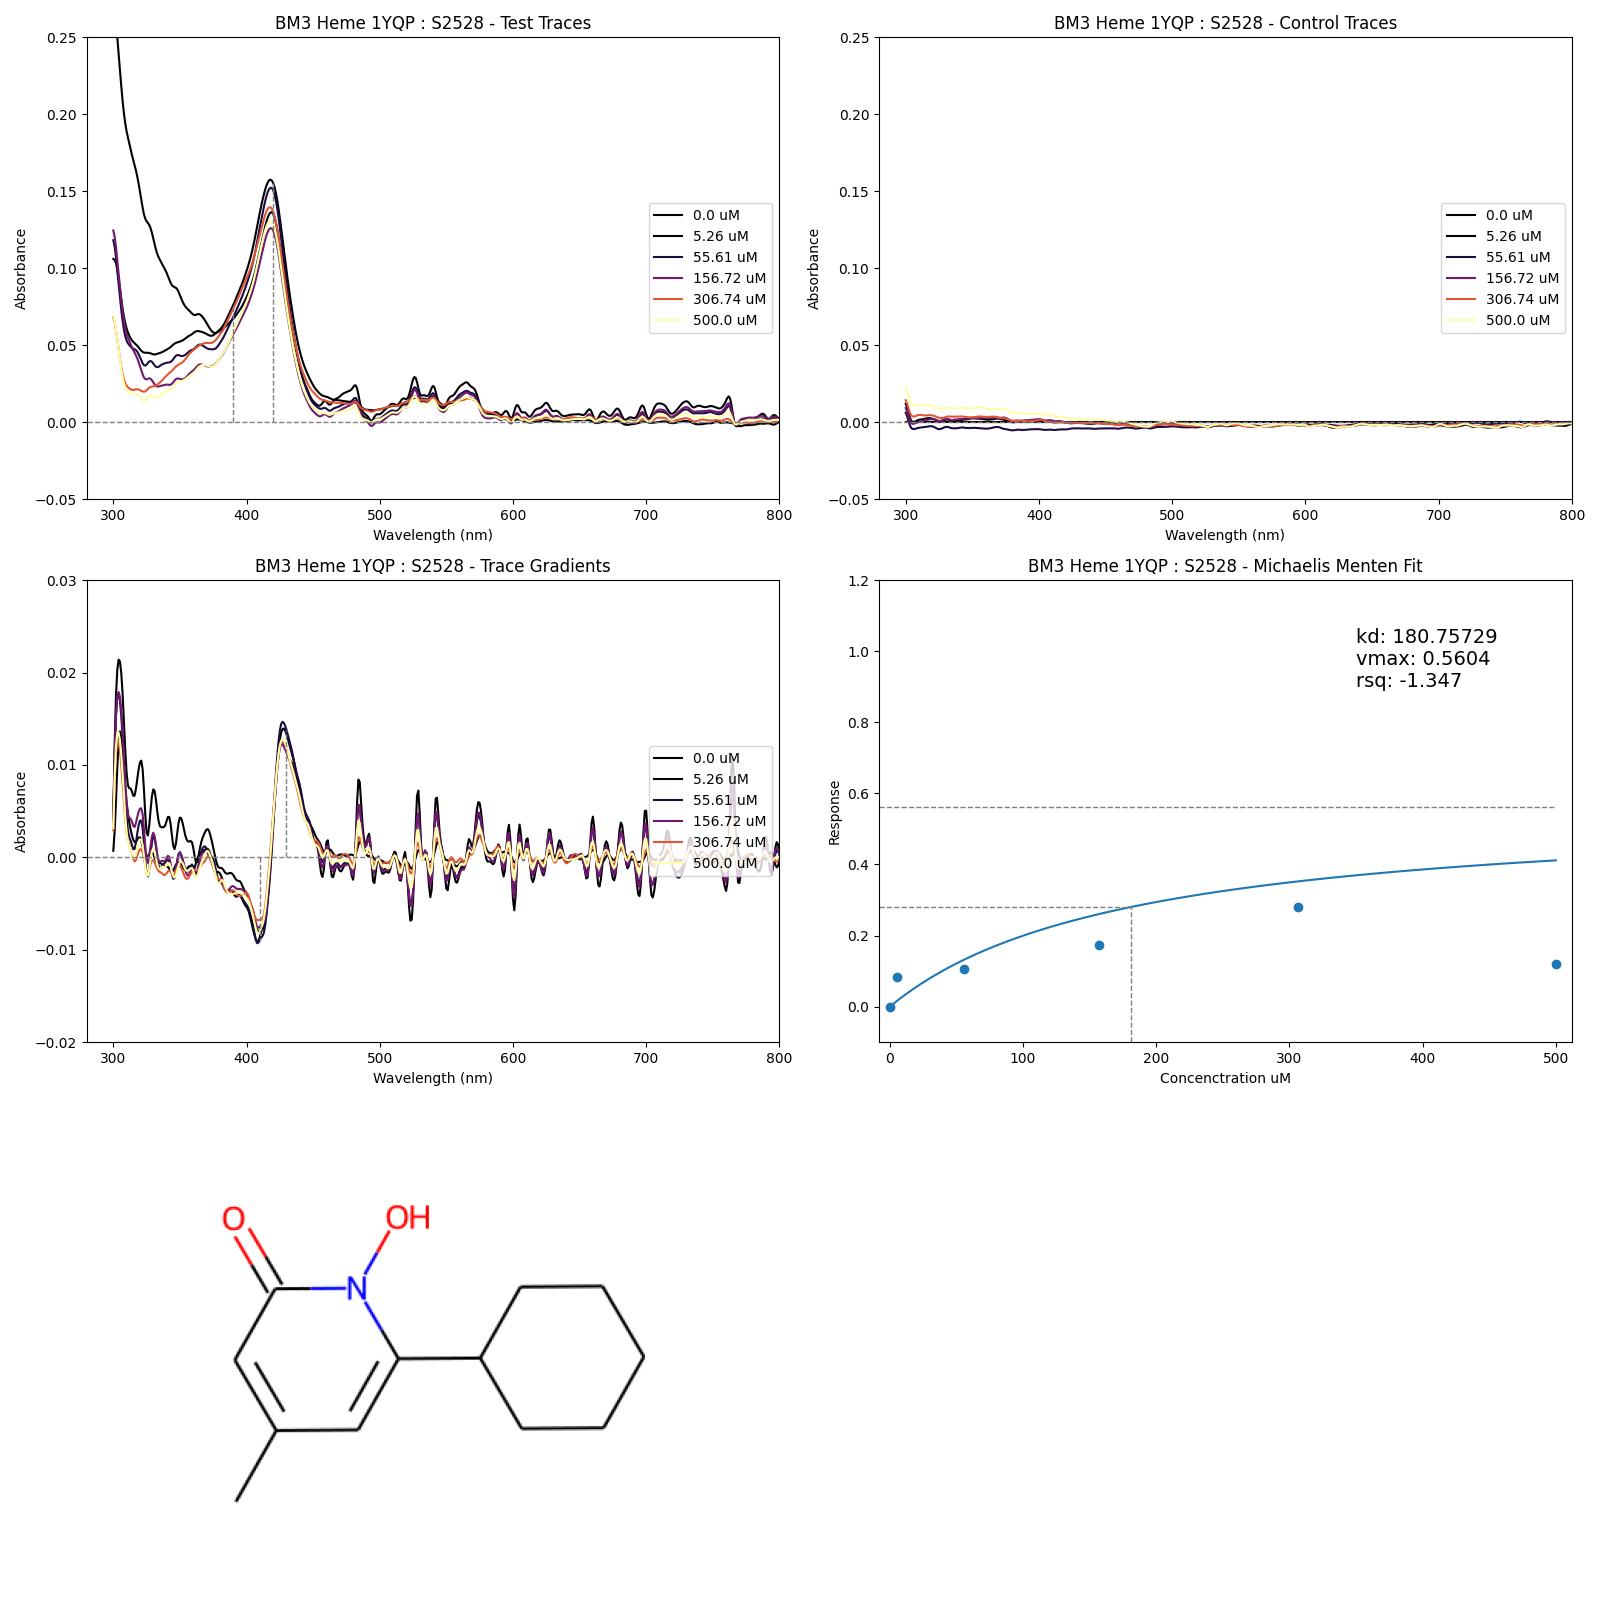 BM3 Heme 1YQP : S2528 - Test Traces
0.25
0.20
0.15
0.10
0.05
0.00
−0.05
Absorbance
300 400 500 600 700 800
Wavelength (nm)
0.0 uM
5.26 uM
55.61 uM
156.72 uM
306.74 uM
500.0 uM
BM3 Heme 1YQP : S2528 - Control Traces
0.25
0.20
0.15
0.10
0.05
0.00
−0.05
Absorbance
300 400 500 600 700 800
Wavelength (nm)
0.0 uM
5.26 uM
55.61 uM
156.72 uM
306.74 uM
500.0 uM
BM3 Heme 1YQP : S2528 - Trace Gradients
0.03
0.02
0.01
0.00
−0.01
−0.02
Absorbance
300 400 500 600 700 800
Wavelength (nm)
0.0 uM
5.26 uM
55.61 uM
156.72 uM
306.74 uM
500.0 uM
BM3 Heme 1YQP : S2528 - Michaelis Menten Fit
1.2
1.0
0.8
0.6
0.4
0.2
0.0
Response
kd: 180.75729
vmax: 0.5604
rsq: -1.347
0 100 200 300 400 500
Concenctration uM
O
OH
N